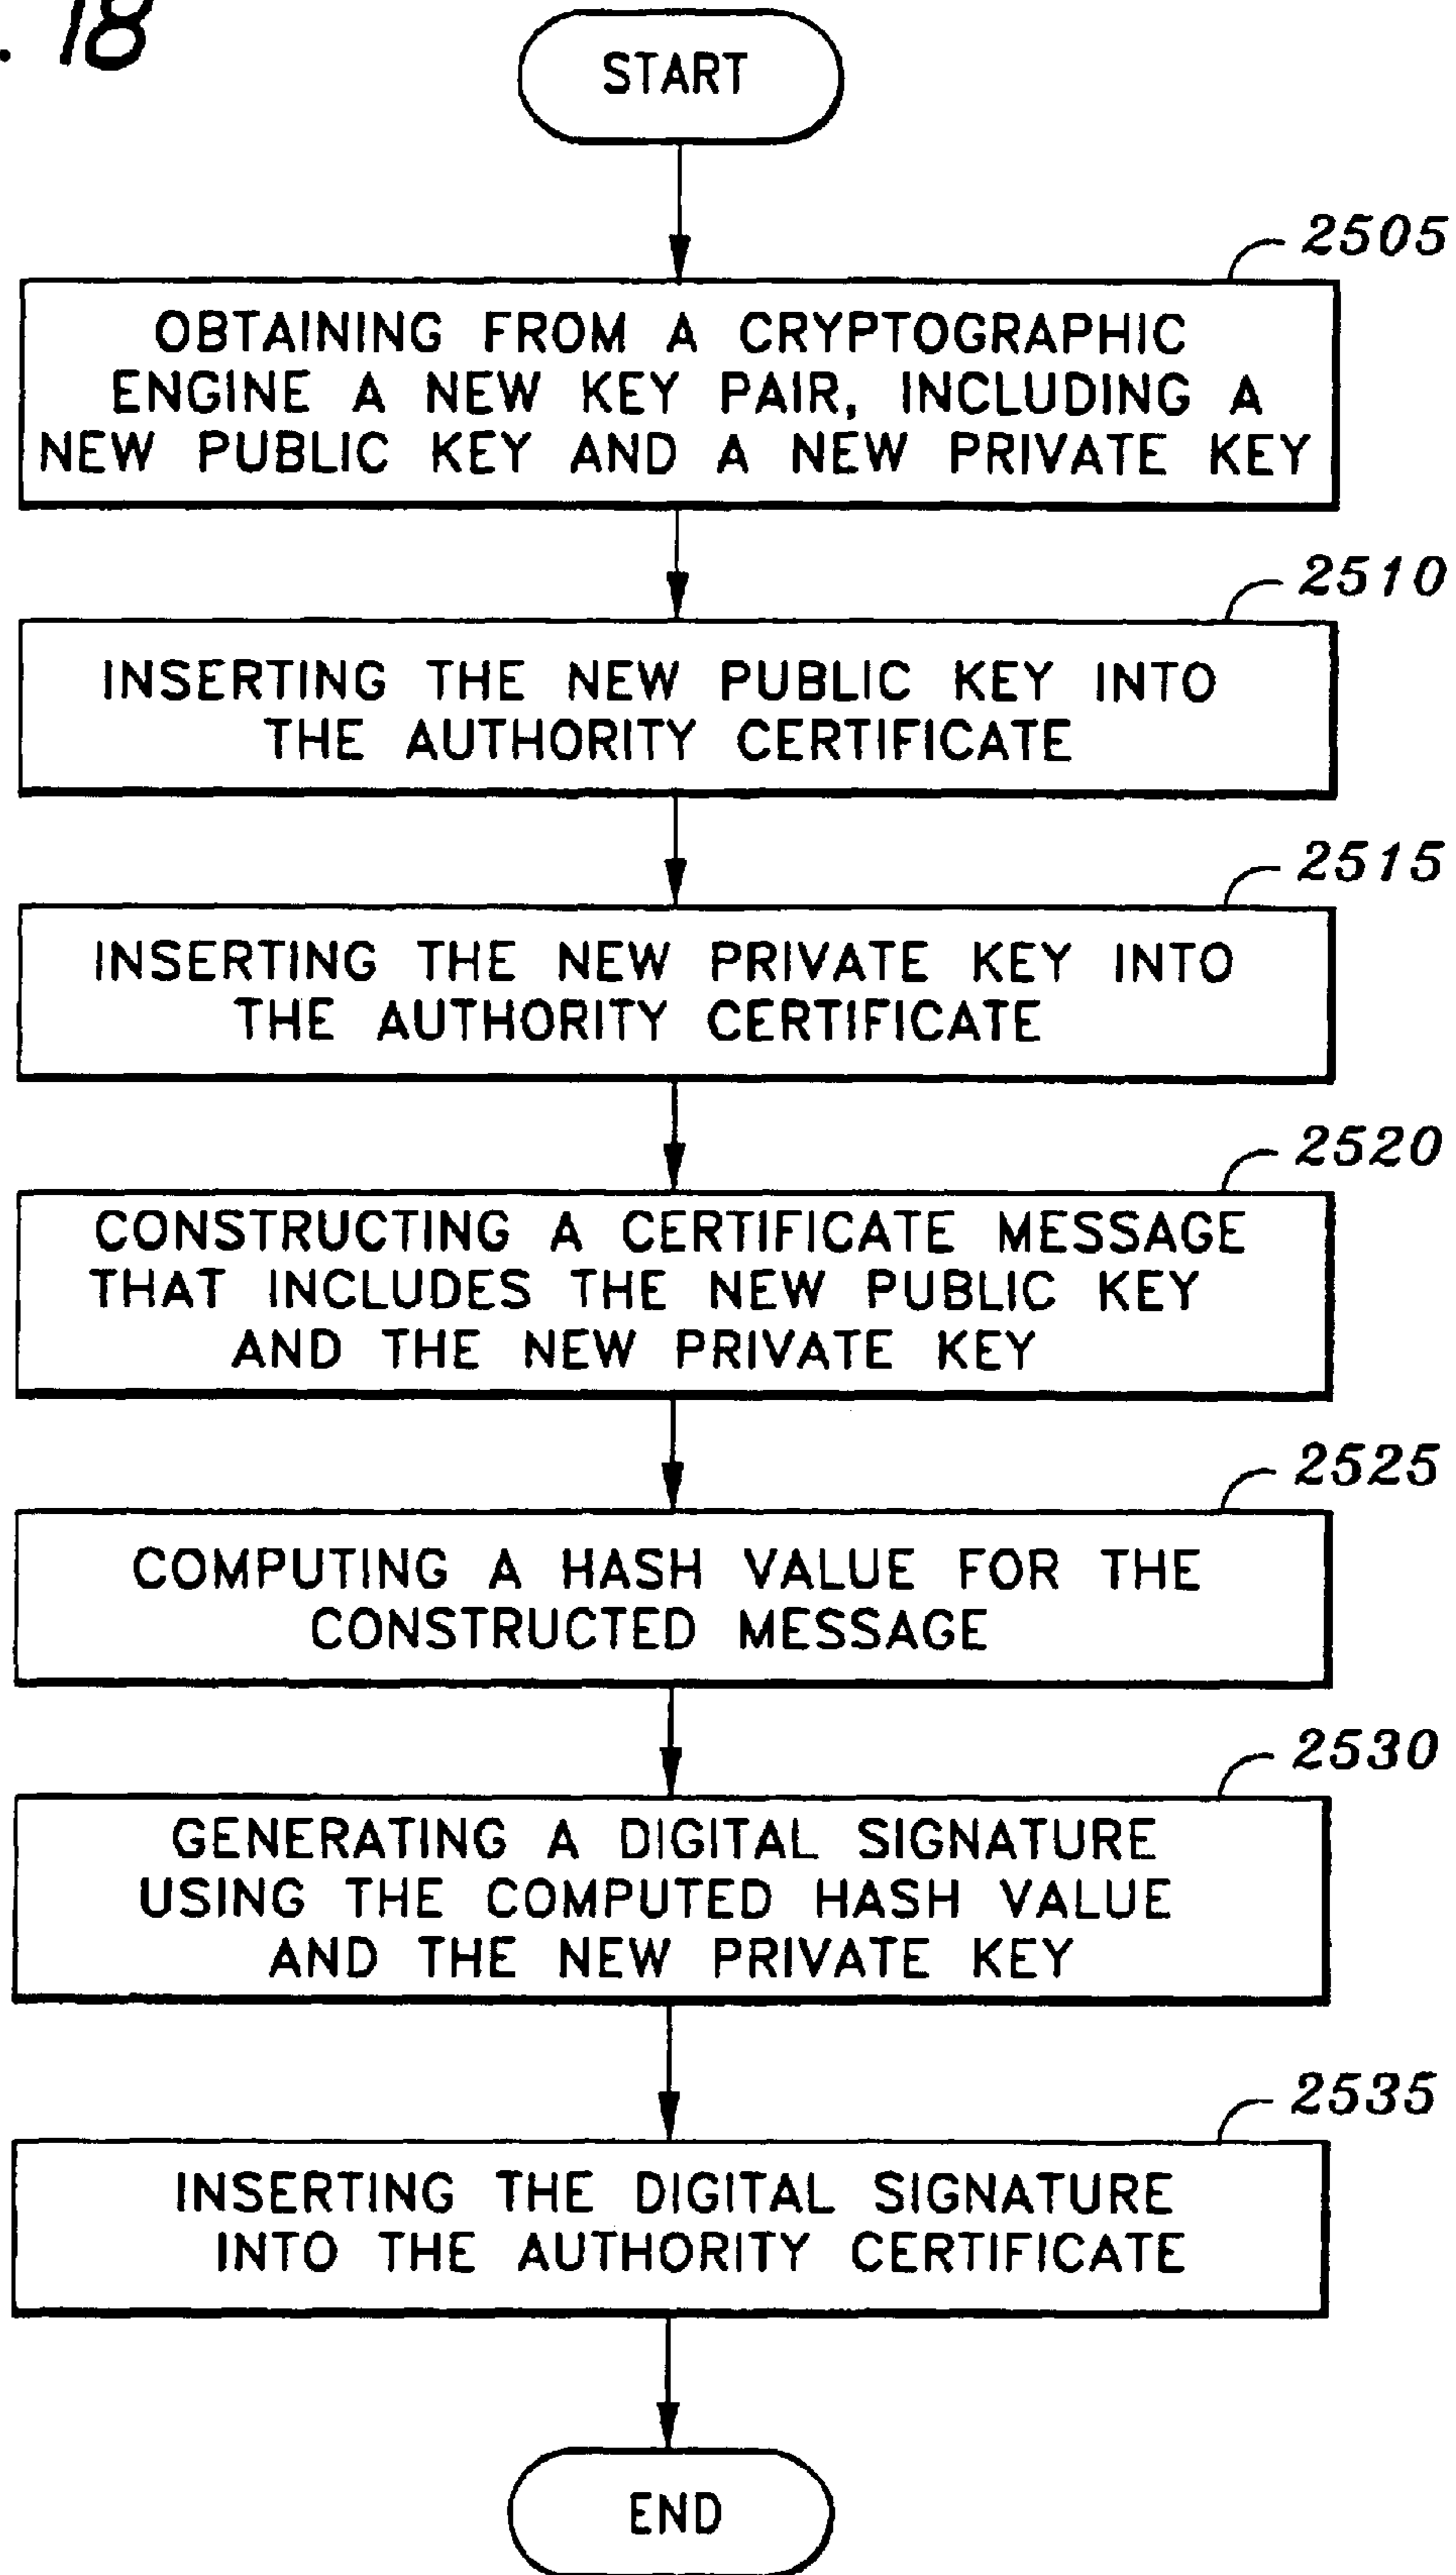 . 18
START
2505
OBTAINING FROM A CRYPTOGRAPHIC
ENGINE A NEW KEY PAIR, INCLUDING A
NEW PUBLIC KEY AND A NEW PRIVATE KEY
2510
INSERTING THE NEW PUBLIC KEY INTO
THE AUTHORITY CERTIFICATE
2515
INSERTING THE NEW PRIVATE KEY INTO
THE AUTHORITY CERTIFICATE
2520
CONSTRUCTING A CERTIFICATE MESSAGE
THAT INCLUDES THE NEW PUBLIC KEY
AND THE NEW PRIVATE KEY
2525
COMPUTING A HASH VALUE FOR THE
CONSTRUCTED MESSAGE
2530
GENERATING A DIGITAL SIGNATURE
USING THE COMPUTED HASH VALUE
AND THE NEW PRIVATE KEY
2535
INSERTING THE DIGITAL SIGNATURE
INTO THE AUTHORITY CERTIFICATE
END